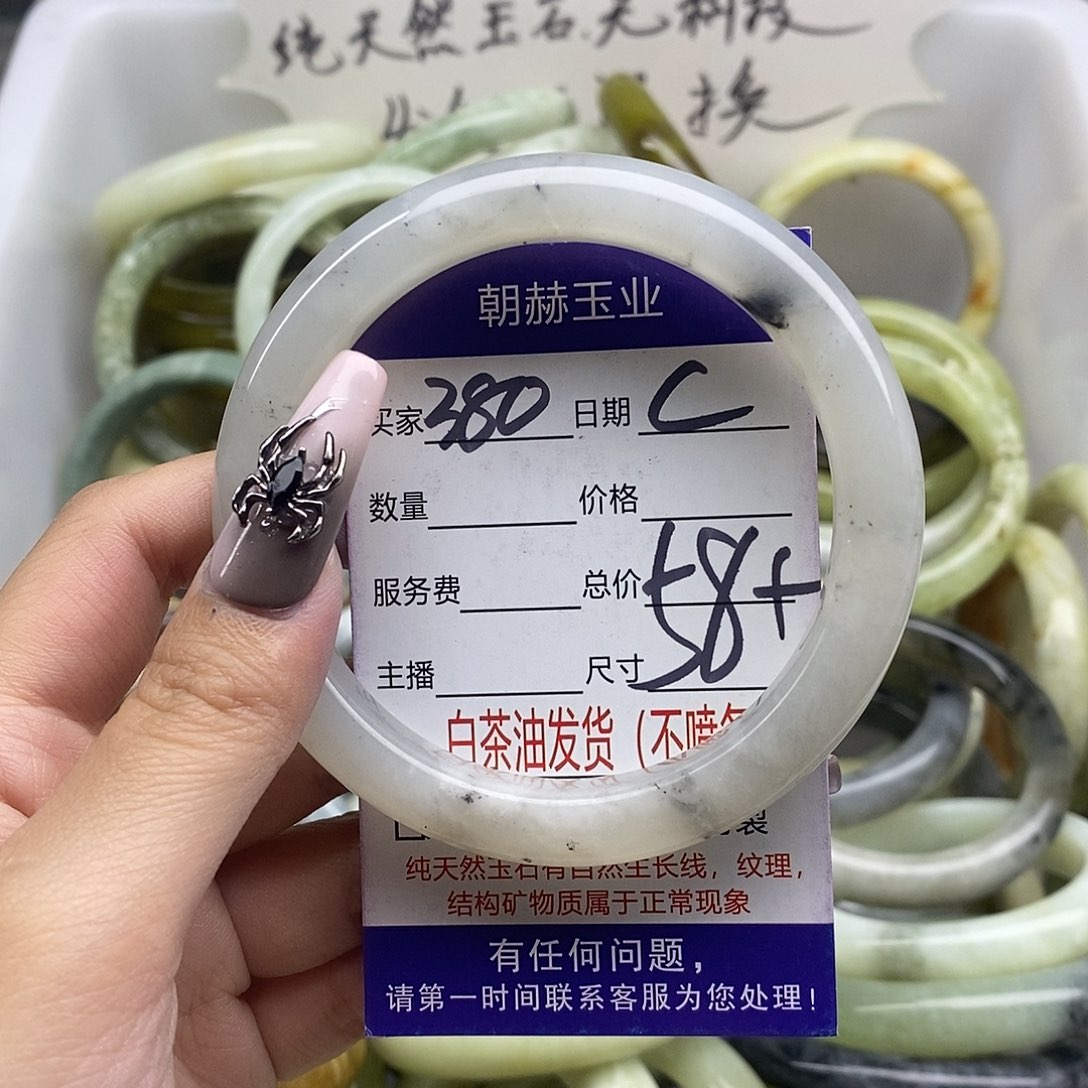 纯天然玉石.无
换
朝赫玉业
买家 380 日期 C
数量 价格
服务费 总价
主播 尺寸
白茶油发货(不喷
纯天然玉石有自然生长线,纹理,
结构矿物质属于正常现象
有任何问题,
请第一时间联系客服为您处理!